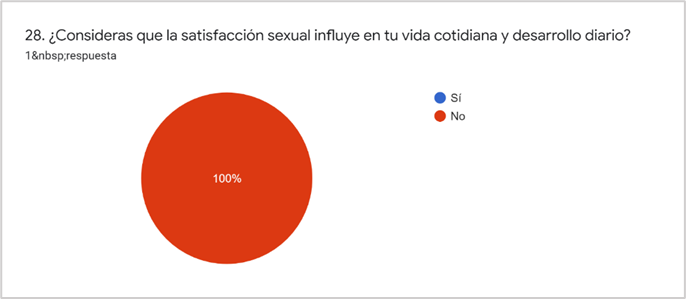 28. ¿Consideras que la satisfacción sexual influye en tu vida cotidiana y desarrollo diario?
1&nbsp;respuesta
Sí
No
100%